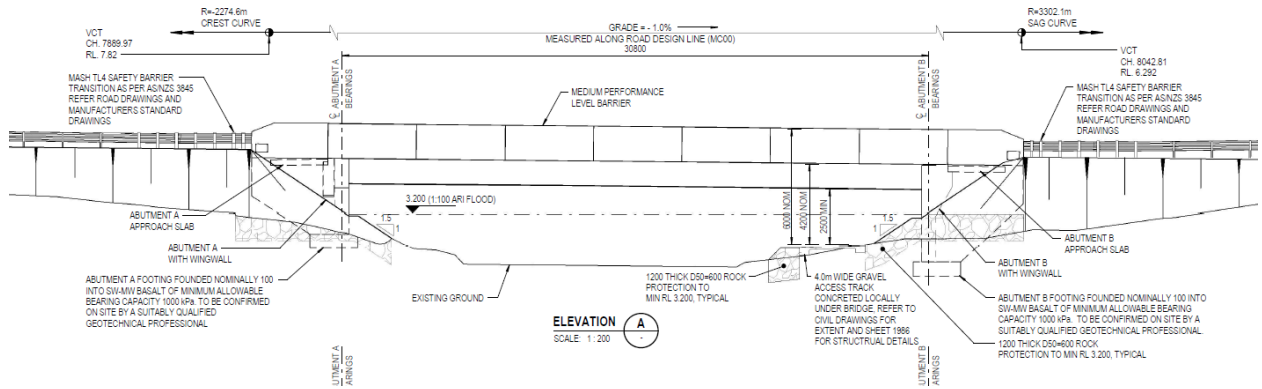 R=-2274.6m
CREST CURVE
VCT
CH. 7889.97
RL. 7.82
GRADE = - 1.0%
MEASURED ALONG ROAD DESIGN LINE (MC00)
30800
R=3302.1m
SAG CURVE
VCT
CH. 8042.81
RL. 6.292
℄ ABUTMENT A
BEARINGS
℄ ABUTMENT B
BEARINGS
MASH TL4 SAFETY BARRIER
TRANSITION AS PER AS/NZS 3845
REFER ROAD DRAWINGS AND
MANUFACTURERS STANDARD
DRAWINGS
MEDIUM PERFORMANCE
LEVEL BARRIER
MASH TL4 SAFETY BARRIER
TRANSITION AS PER AS/NZS 3845
REFER ROAD DRAWINGS AND
MANUFACTURERS STANDARD
DRAWINGS
3.200 (1:100 ARI FLOOD)
1.5
1
6000 NOM
4200 NOM
2500 MIN
1.5
1
ABUTMENT A
APPROACH SLAB
ABUTMENT A
WITH WINGWALL
ABUTMENT A FOOTING FOUNDED NOMINALLY 100
INTO SW-MW BASALT OF MINIMUM ALLOWABLE
BEARING CAPACITY 1000 kPa. TO BE CONFIRMED
ON SITE BY A SUITABLY QUALIFIED
GEOTECHNICAL PROFESSIONAL
EXISTING GROUND
1200 THICK D50=600 ROCK
PROTECTION TO
MIN RL 3.200, TYPICAL
4.0m WIDE GRAVEL
ACCESS TRACK
CONCRETED LOCALLY
UNDER BRIDGE, REFER TO
CIVIL DRAWINGS FOR
EXTENT AND SHEET 1986
FOR STRUCTRUAL DETAILS
ABUTMENT B
APPROACH SLAB
ABUTMENT B
WITH WINGWALL
ABUTMENT B FOOTING FOUNDED NOMINALLY 100 INTO
SW-MW BASALT OF MINIMUM ALLOWABLE BEARING
CAPACITY 1000 kPa. TO BE CONFIRMED ON SITE BY A
SUITABLY QUALIFIED GEOTECHNICAL PROFESSIONAL
1200 THICK D50=600 ROCK
PROTECTION TO MIN RL 3.200, TYPICAL
ELEVATION A
SCALE: 1 : 200 -
UTMENT A
ARINGS
UTMENT B
ARINGS